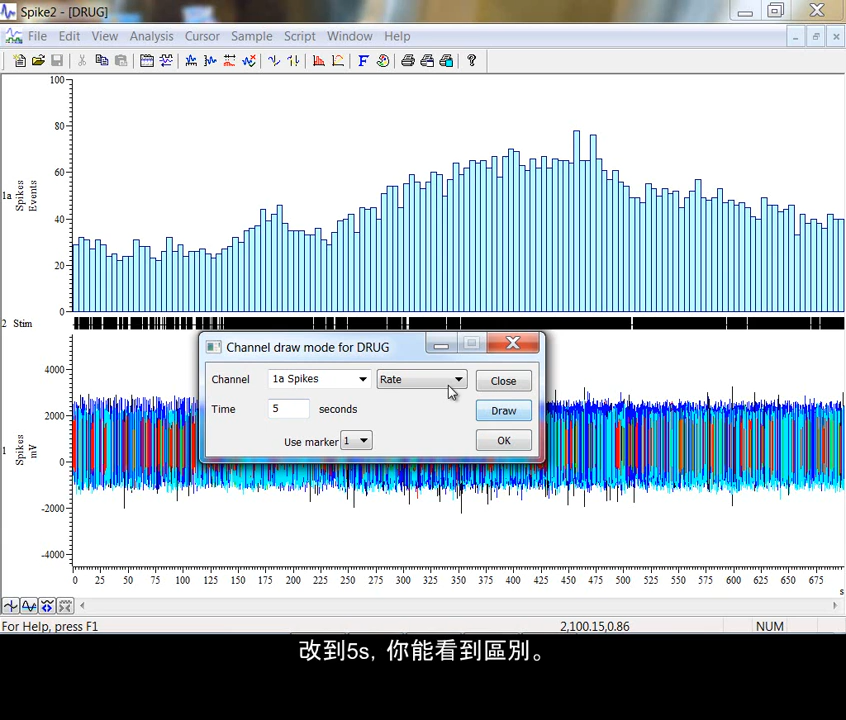 Spike2 - [DRUG]
File Edit View Analysis Cursor Sample Script Window Help
100
80
60
40
20
0
1a
Spikes
Events
2 Stim
Channel draw mode for DRUG
Channel 1a Spikes Rate Close
Time 5 seconds Draw
Use marker 1 OK
4000
2000
0
-2000
-4000
1
Spikes
mV
0 25 50 75 100 125 150 175 200 225 250 275 300 325 350 375 400 425 450 475 500 525 550 575 600 625 650 675
s
For Help, press F1 2,100.15,0.86 NUM
改到5s, 你能看到區別。